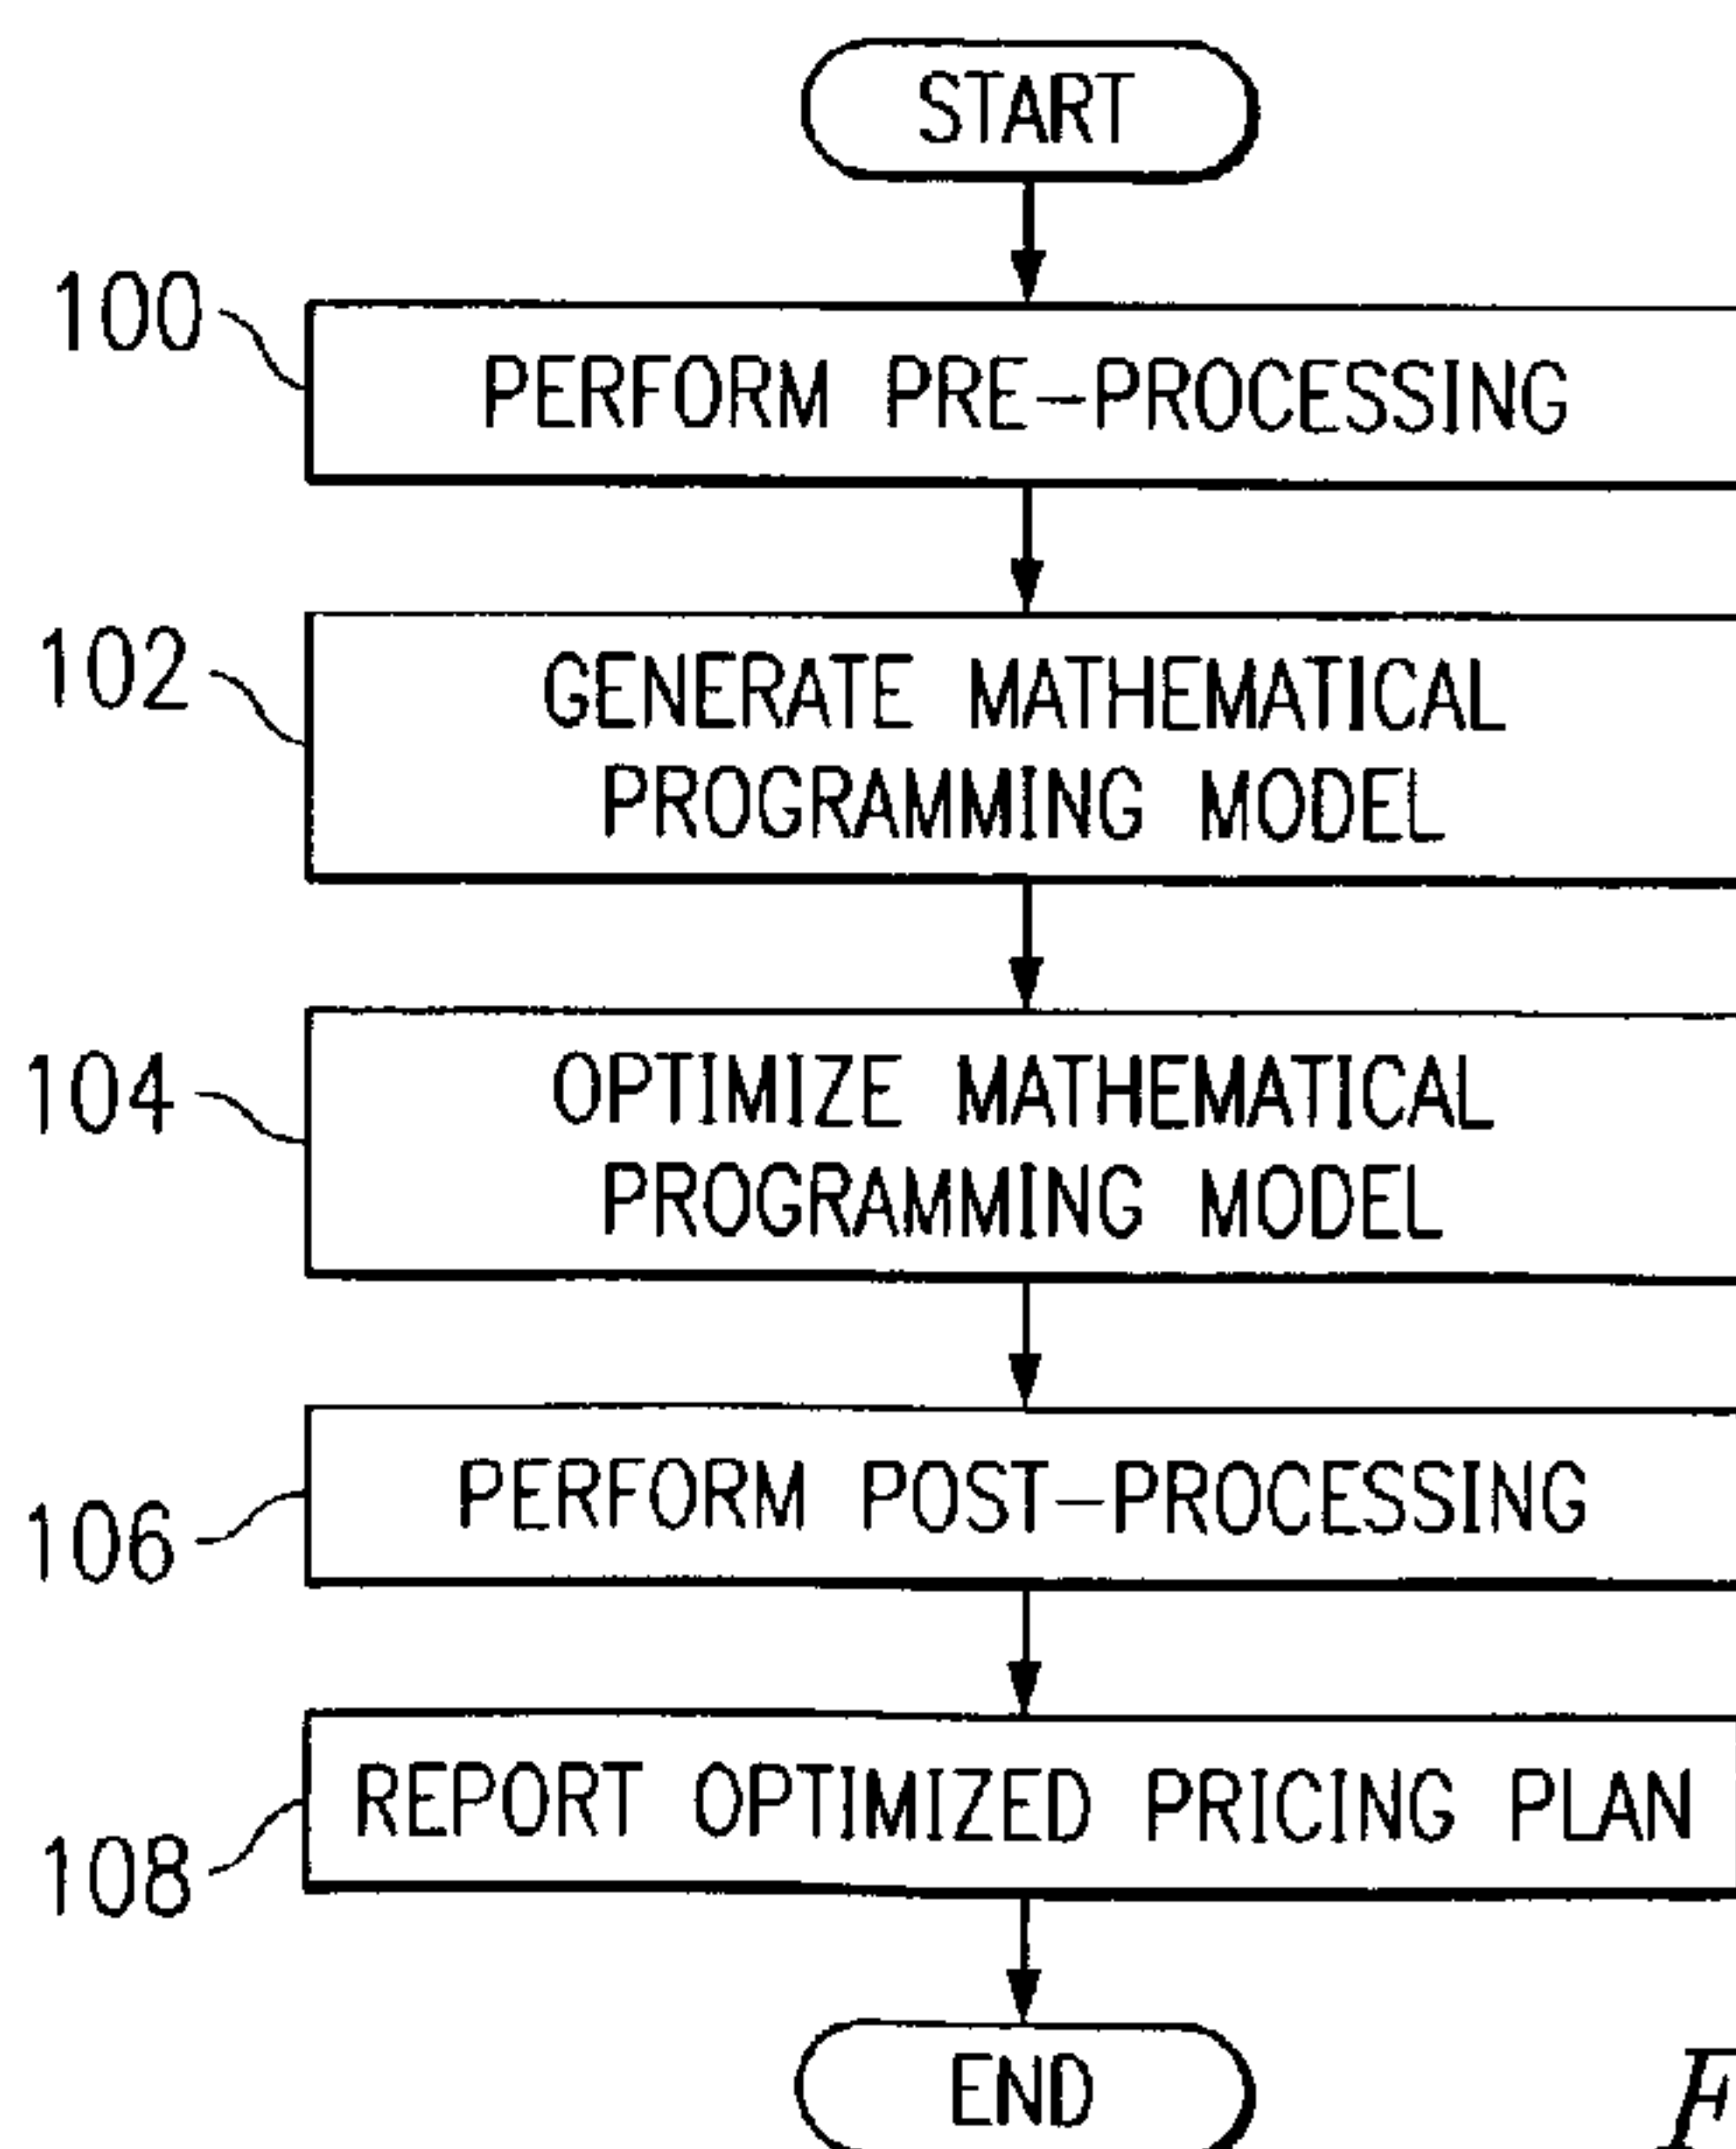 START
100
PERFORM PRE-PROCESSING
102
GENERATE MATHEMATICAL
PROGRAMMING MODEL
104
OPTIMIZE MATHEMATICAL
PROGRAMMING MODEL
PERFORM POST-PROCESSING
106
REPORT OPTIMIZED PRICING PLAN
108
END